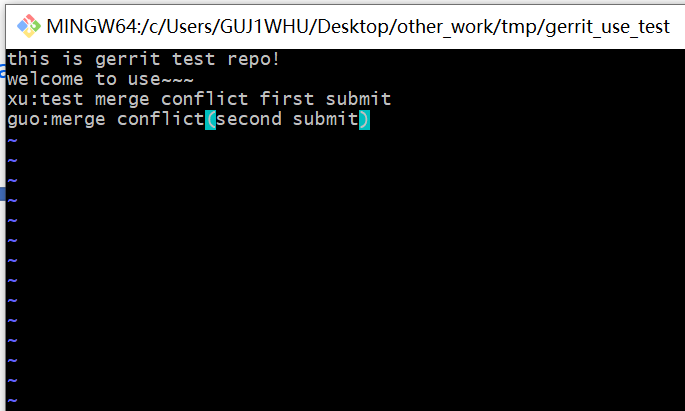 MINGW64:/c/Users/GUJ1WHU/Desktop/other_work/tmp/gerrit_use_test
this is gerrit test repo!
welcome to use~~~
xu:test merge conflict first submit
guo:merge conflict(second submit)
~
~
~
~
~
~
~
~
~
~
~
~
~
~